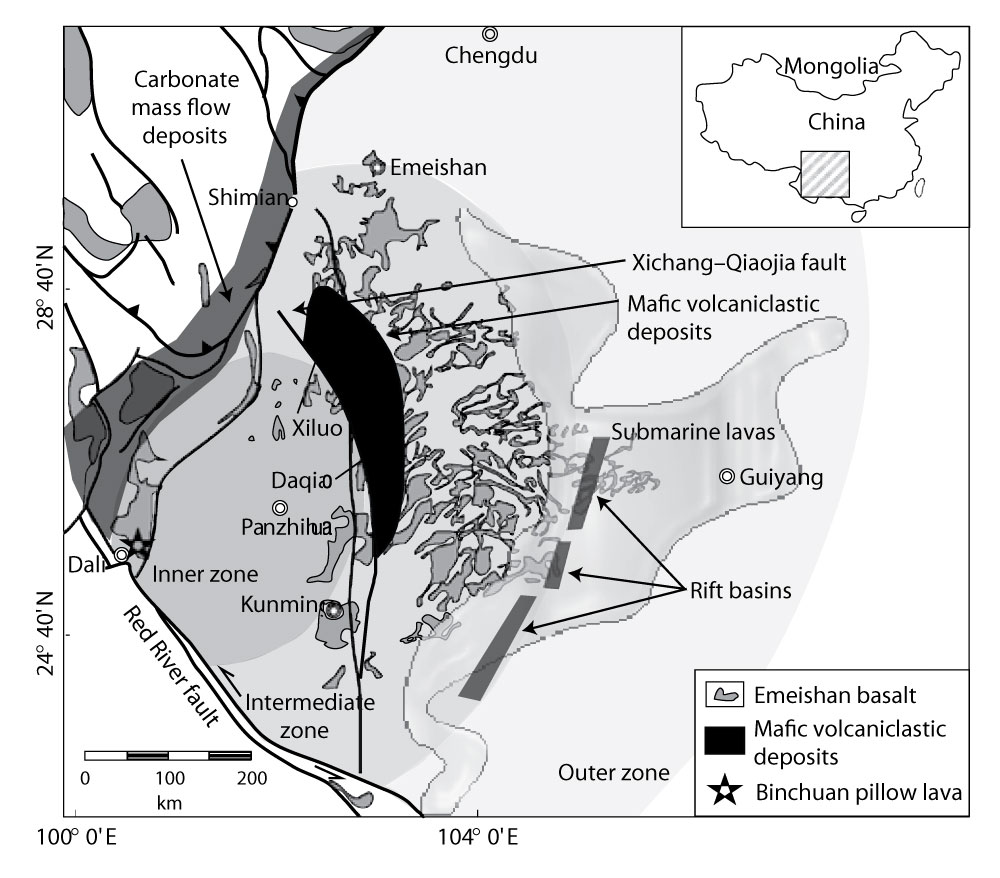 Chengdu
Carbonate
mass flow
deposits
Mongolia
China
Emeishan
Shimian
28° 40'N
Xichang–Qiaojia fault
Mafic volcaniclastic
deposits
Xiluo
Submarine lavas
Daqiao
Guiyang
Panzhihua
Dali
Inner zone
Kunming
Rift basins
24° 40'N
Red River fault
Intermediate
zone
Outer zone
Emeishan basalt
Mafic volcaniclastic
deposits
Binchuan pillow lava
0 100 200
km
100° 0'E
104° 0'E